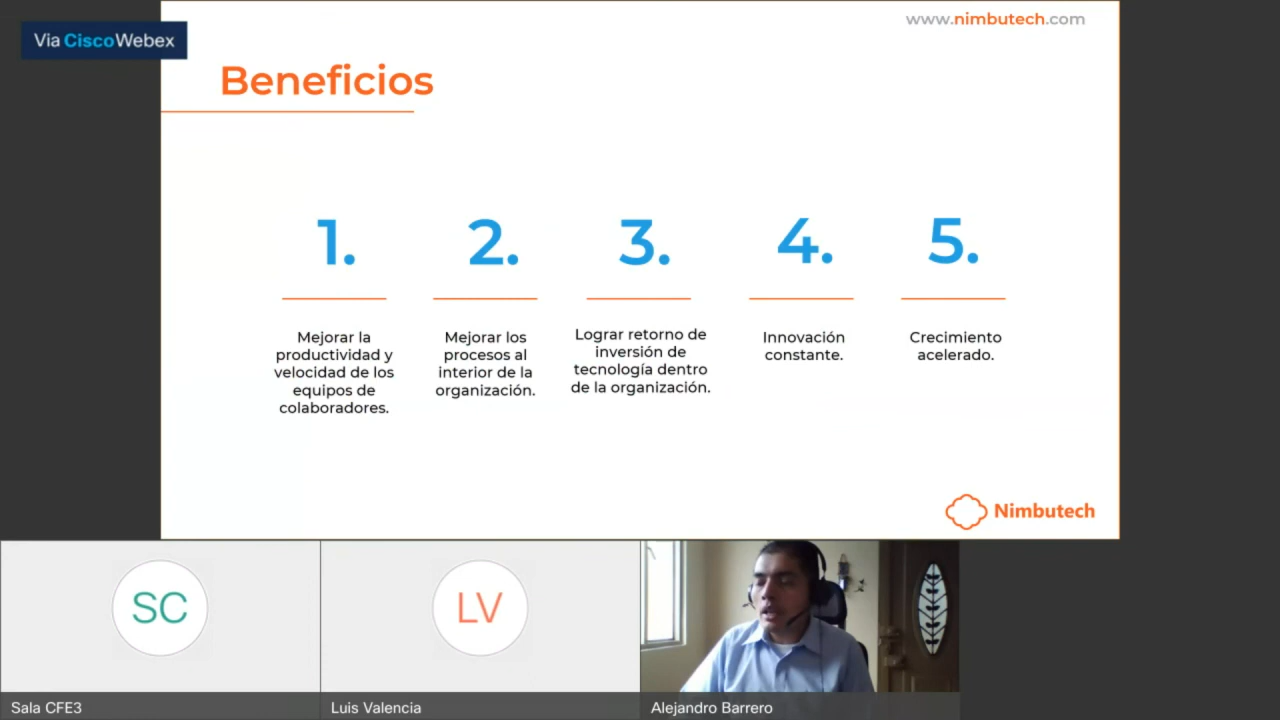 www.nimbutech.com
Via CiscoWebex
Beneficios
1.
Mejorar la
productividad y
velocidad de los
equipos de
colaboradores.
2.
Mejorar los
procesos al
interior de la
organización.
3.
Lograr retorno de
inversión de
tecnología dentro
de la organización.
4.
Innovación
constante.
5.
Crecimiento
acelerado.
Nimbutech
SC
Sala CFE3
LV
Luis Valencia
Alejandro Barrero